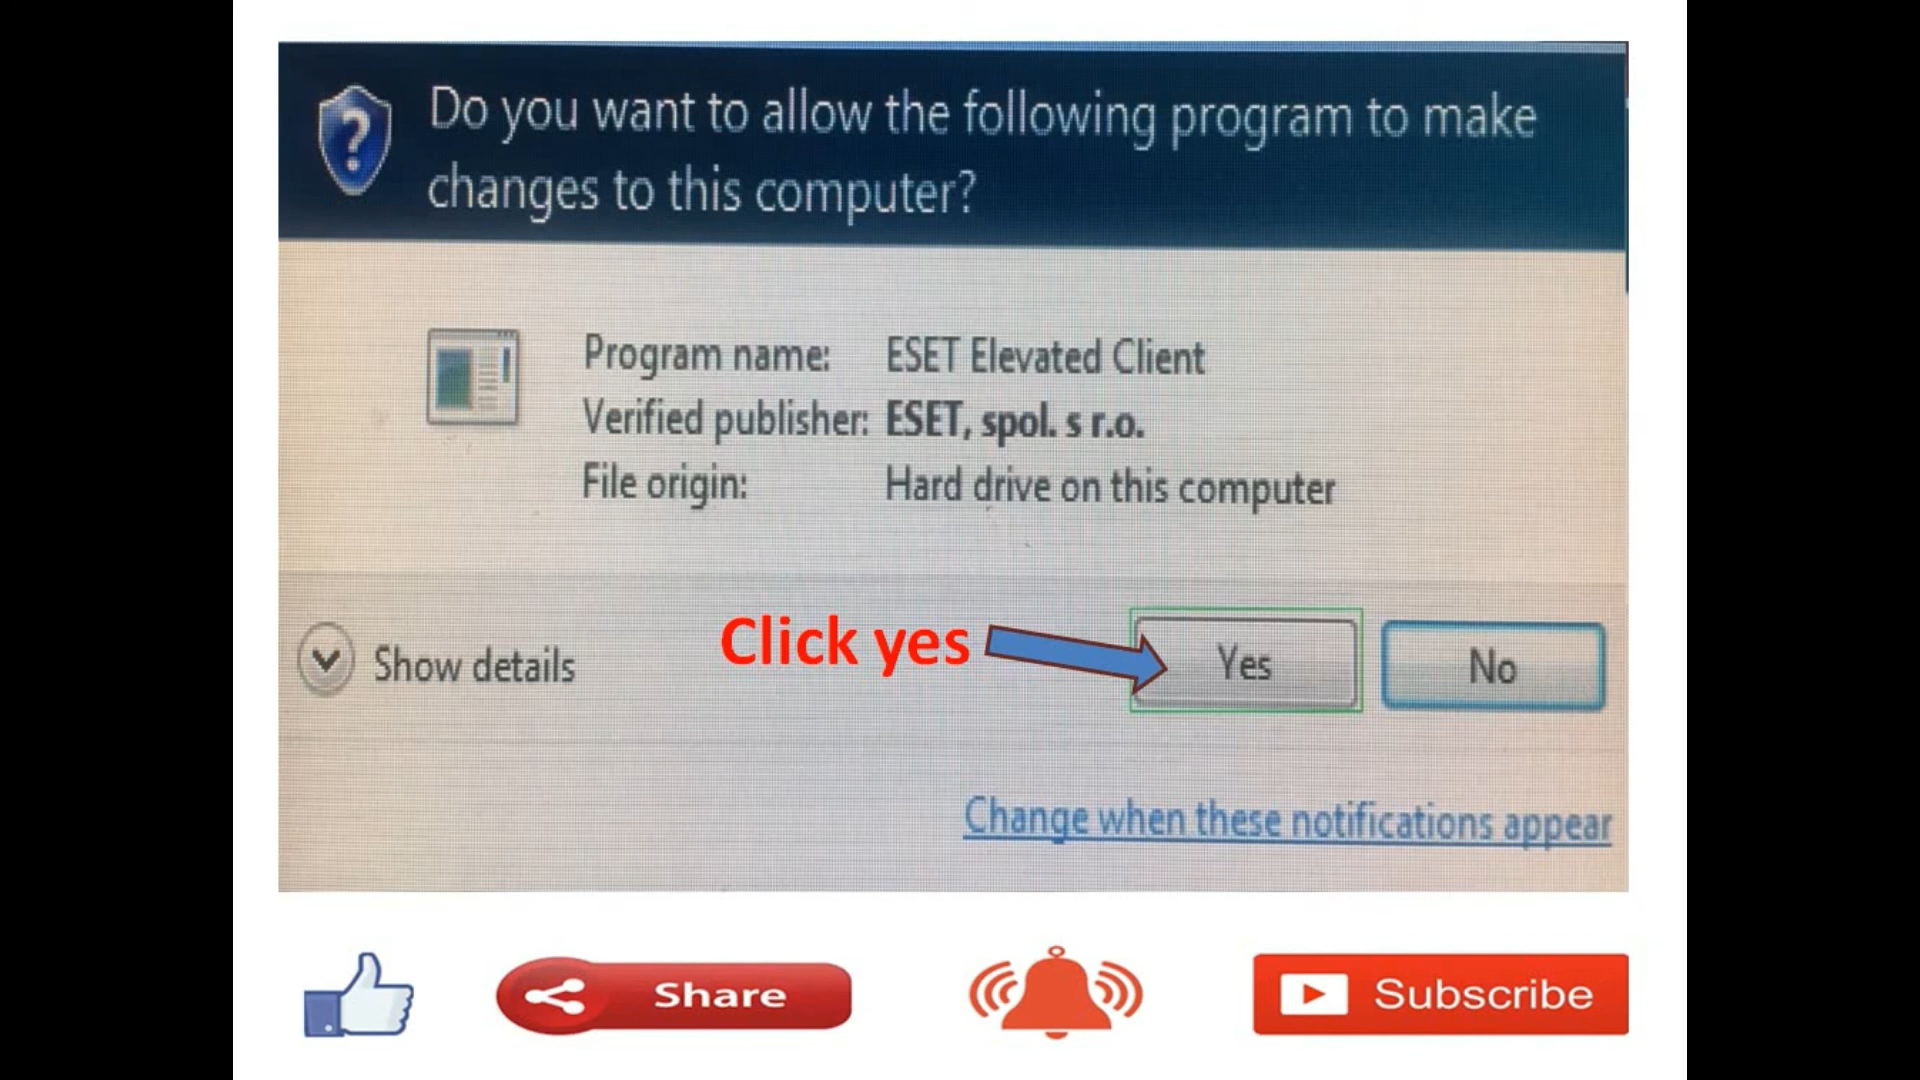 Do you want to allow the following program to make
changes to this computer?
Program name: ESET Elevated Client
Verified publisher: ESET, spol. s r.o.
File origin: Hard drive on this computer
Show details
Click yes
Yes
No
Change when these notifications appear
Share
Subscribe